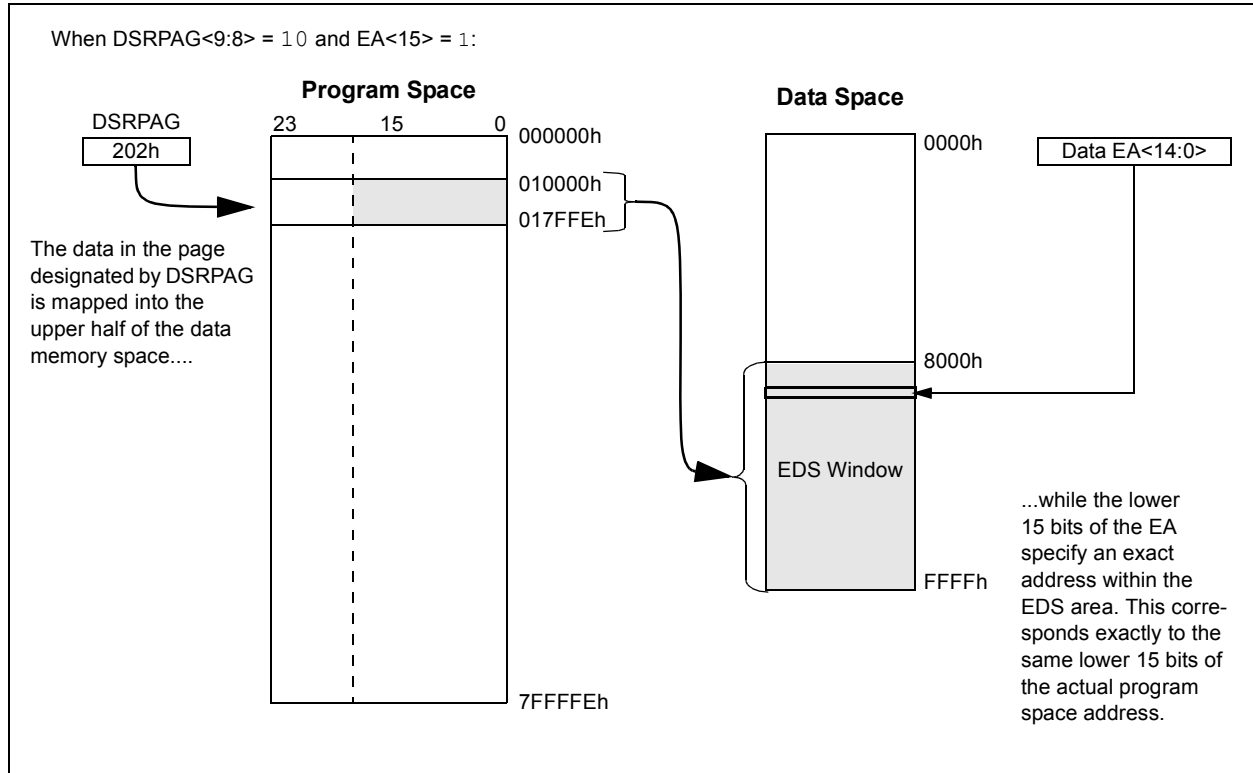 When DSRPAG<9:8> = 10 and EA<15> = 1:
Program Space
Data Space
DSRPAG
202h
23 15 0
000000h
010000h
017FFEh
7FFFFEh
The data in the page
designated by DSRPAG
is mapped into the
upper half of the data
memory space....
0000h
8000h
FFFFh
EDS Window
Data EA<14:0>
...while the lower
15 bits of the EA
specify an exact
address within the
EDS area. This corre-
sponds exactly to the
same lower 15 bits of
the actual program
space address.